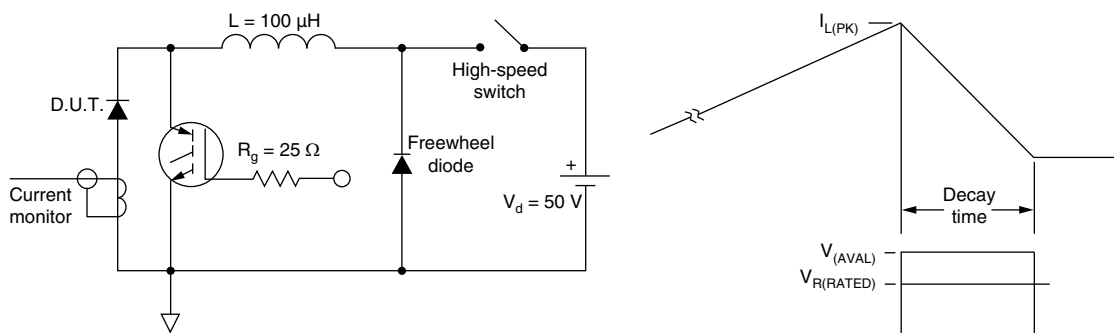 L = 100 μH
D.U.T.
High-speed
switch
R_g = 25 Ω
Freewheel
diode
+
V_d = 50 V
Current
monitor
I_L(PK)
Decay
time
V_(AVAL)
V_R(RATED)